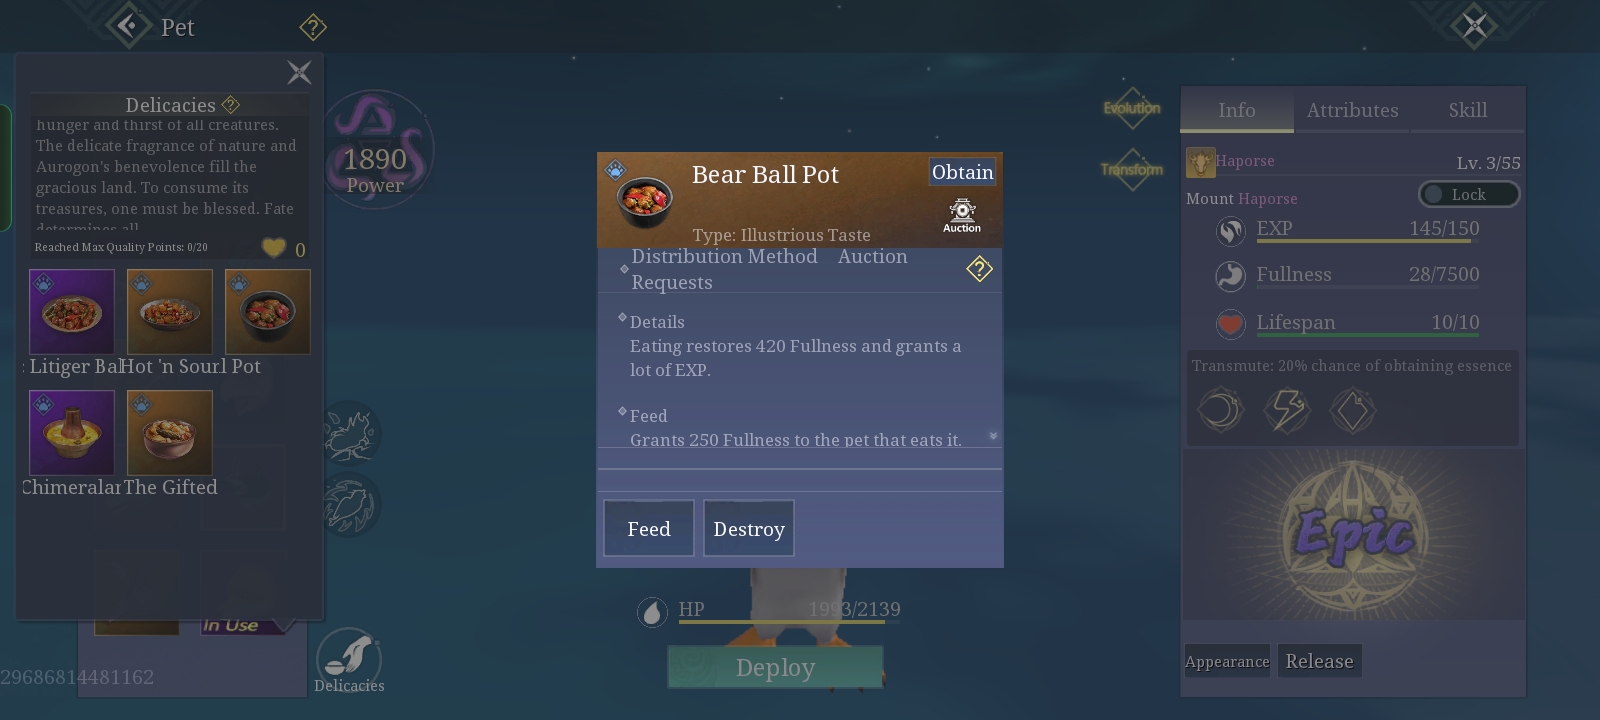 Pet
Delicacies
hunger and thirst of all creatures.
The delicate fragrance of nature and
Aurogon's benevolence fill the
gracious land. To consume its
treasures, one must be blessed. Fate
determines all
Reached Max Quality Points: 0/20
0
Litiger Bal
Hot 'n Sour
l Pot
Chimeralar
The Gifted
In Use
29686814481162
Delicacies
1890
Power
Bear Ball Pot
Obtain
Auction
Type: Illustrious Taste
Distribution Method Auction
Requests
Details
Eating restores 420 Fullness and grants a
lot of EXP.
Feed
Grants 250 Fullness to the pet that eats it.
Feed
Destroy
HP 1993/2139
Deploy
Evolution
Transform
Info
Attributes
Skill
Haporse
Lv. 3/55
Mount Haporse
Lock
EXP 145/150
Fullness 28/7500
Lifespan 10/10
Transmute: 20% chance of obtaining essence
Epic
Appearance
Release